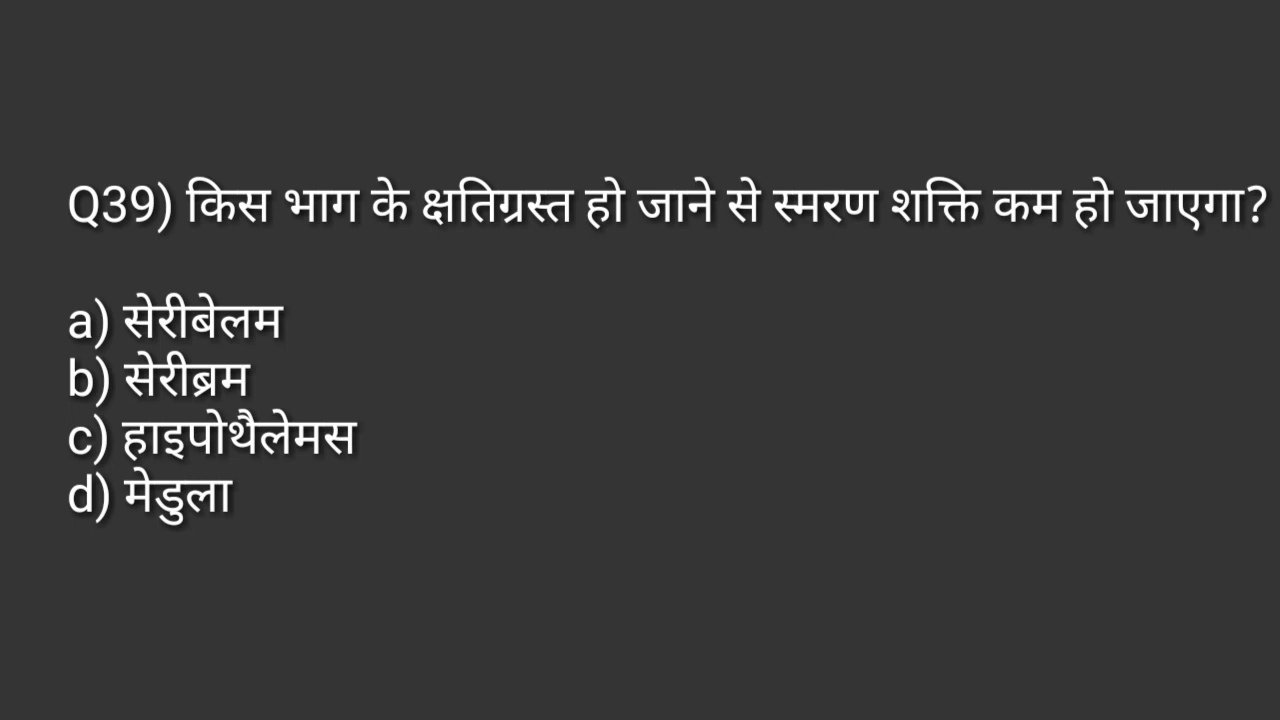 Q39) किस भाग के क्षतिग्रस्त हो जाने से स्मरण शक्ति कम हो जाएगा?
a) सेरीबेलम
b) सेरीब्रम
c) हाइपोथैलेमस
d) मेडुला